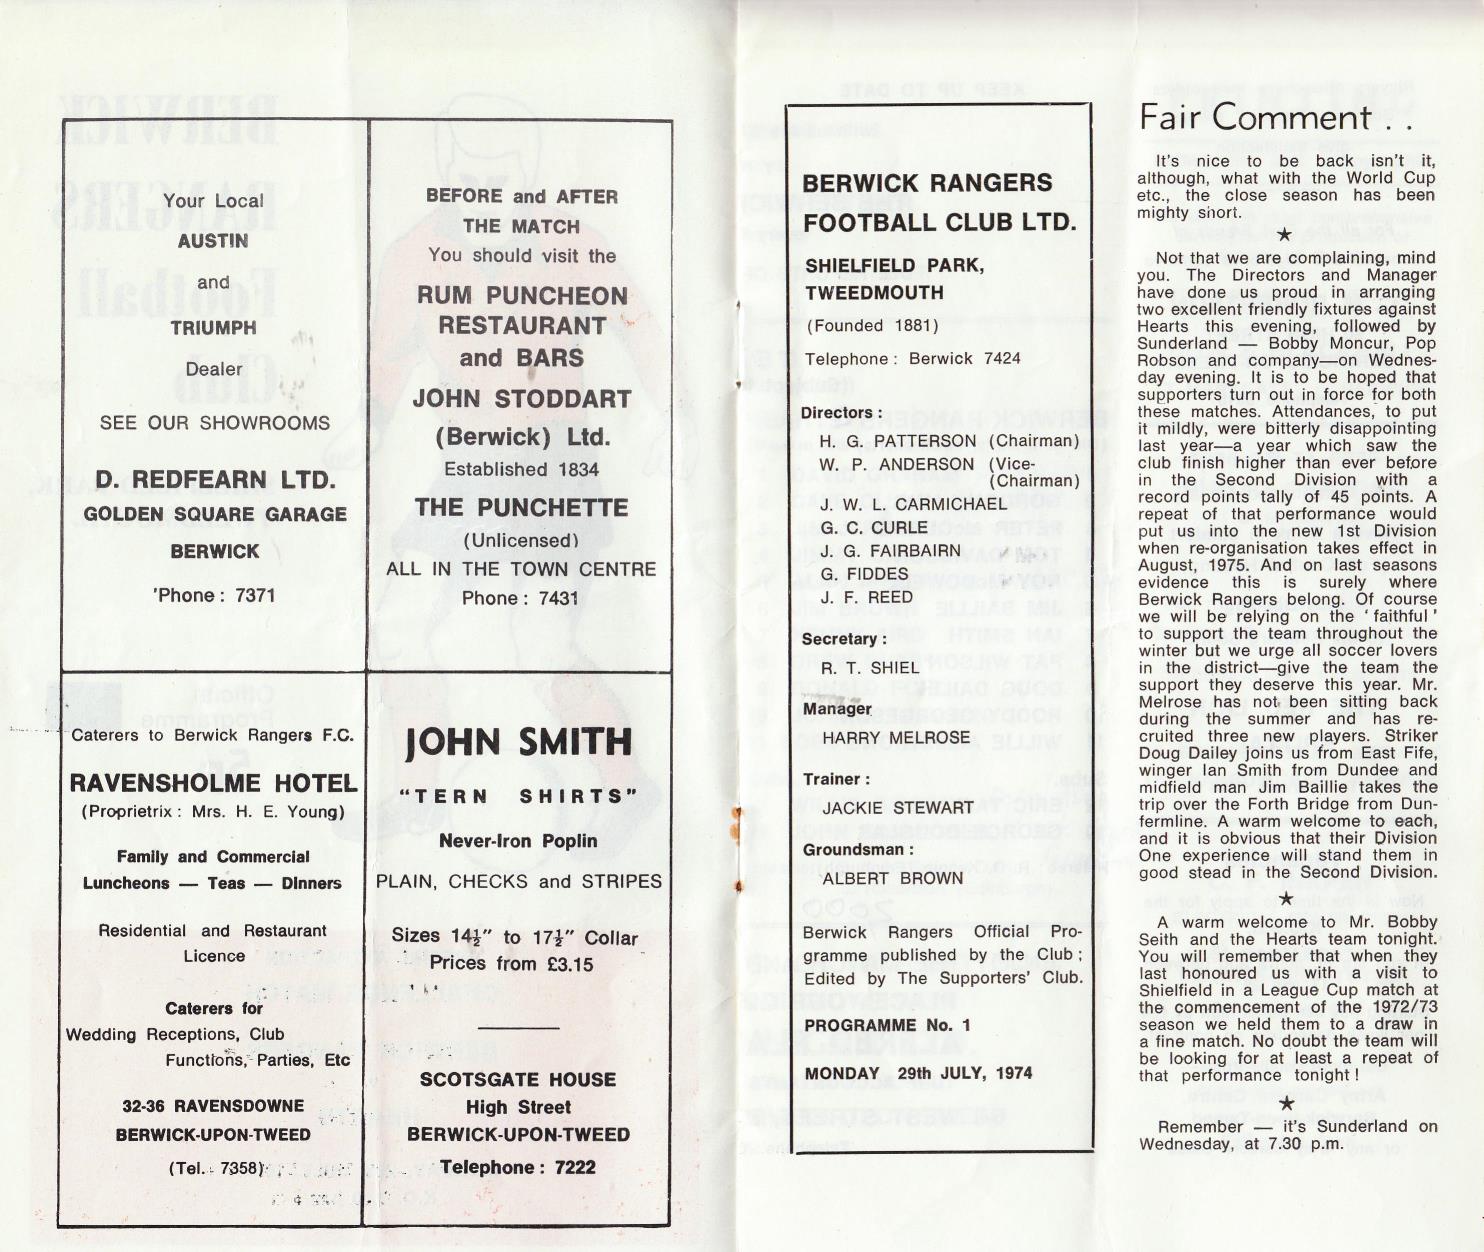 Your Local
AUSTIN
and
TRIUMPH
Dealer
SEE OUR SHOWROOMS
D. REDFEARN LTD.
GOLDEN SQUARE GARAGE
BERWICK
'Phone : 7371
BEFORE and AFTER
THE MATCH
You should visit the
RUM PUNCHEON
RESTAURANT
and BARS
JOHN STODDART
(Berwick) Ltd.
Established 1834
THE PUNCHETTE
(Unlicensed)
ALL IN THE TOWN CENTRE
Phone : 7431
Caterers to Berwick Rangers F.C.
RAVENSHOLME HOTEL
(Proprietrix : Mrs. H. E. Young)
Family and Commercial
Luncheons — Teas — Dinners
Residential and Restaurant
Licence
Caterers for
Wedding Receptions, Club
Functions, Parties, Etc
32-36 RAVENSDOWNE
BERWICK-UPON-TWEED
(Tel. 7358)
JOHN SMITH
"TERN SHIRTS"
Never-Iron Poplin
PLAIN, CHECKS and STRIPES
Sizes 14½″ to 17½″ Collar
Prices from £3.15
SCOTSGATE HOUSE
High Street
BERWICK-UPON-TWEED
Telephone : 7222
BERWICK RANGERS
FOOTBALL CLUB LTD.
SHIELFIELD PARK,
TWEEDMOUTH
(Founded 1881)
Telephone : Berwick 7424
Directors :
H. G. PATTERSON (Chairman)
W. P. ANDERSON (Vice-
(Chairman)
J. W. L. CARMICHAEL
G. C. CURLE
J. G. FAIRBAIRN
G. FIDDES
J. F. REED
Secretary :
R. T. SHIEL
Manager
HARRY MELROSE
Trainer :
JACKIE STEWART
Groundsman :
ALBERT BROWN
Berwick Rangers Official Pro-
gramme published by the Club ;
Edited by The Supporters' Club.
PROGRAMME No. 1
MONDAY 29th JULY, 1974
Fair Comment . .
It's nice to be back isn't it,
although, what with the World Cup
etc., the close season has been
mighty short.
★
Not that we are complaining, mind
you. The Directors and Manager
have done us proud in arranging
two excellent friendly fixtures against
Hearts this evening, followed by
Sunderland — Bobby Moncur, Pop
Robson and company—on Wednes-
day evening. It is to be hoped that
supporters turn out in force for both
these matches. Attendances, to put
it mildly, were bitterly disappointing
last year—a year which saw the
club finish higher than ever before
in the Second Division with a
record points tally of 45 points. A
repeat of that performance would
put us into the new 1st Division
when re-organisation takes effect in
August, 1975. And on last seasons
evidence this is surely where
Berwick Rangers belong. Of course
we will be relying on the 'faithful'
to support the team throughout the
winter but we urge all soccer lovers
in the district—give the team the
support they deserve this year. Mr.
Melrose has not been sitting back
during the summer and has re-
cruited three new players. Striker
Doug Dailey joins us from East Fife,
winger Ian Smith from Dundee and
midfield man Jim Baillie takes the
trip over the Forth Bridge from Dun-
fermline. A warm welcome to each,
and it is obvious that their Division
One experience will stand them in
good stead in the Second Division.
★
A warm welcome to Mr. Bobby
Seith and the Hearts team tonight.
You will remember that when they
last honoured us with a visit to
Shielfield in a League Cup match at
the commencement of the 1972/73
season we held them to a draw in
a fine match. No doubt the team will
be looking for at least a repeat of
that performance tonight !
★
Remember — it's Sunderland on
Wednesday, at 7.30 p.m.